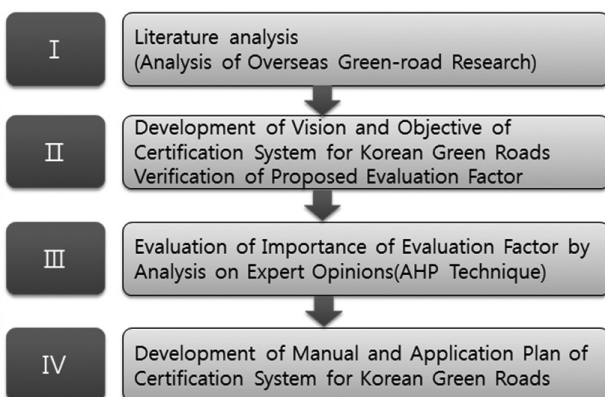 Ⅰ
Literature analysis
(Analysis of Overseas Green-road Research)
Ⅱ
Development of Vision and Objective of
Certification System for Korean Green Roads
Verification of Proposed Evaluation Factor
Ⅲ
Evaluation of Importance of Evaluation Factor by
Analysis on Expert Opinions(AHP Technique)
Ⅳ
Development of Manual and Application Plan of
Certification System for Korean Green Roads